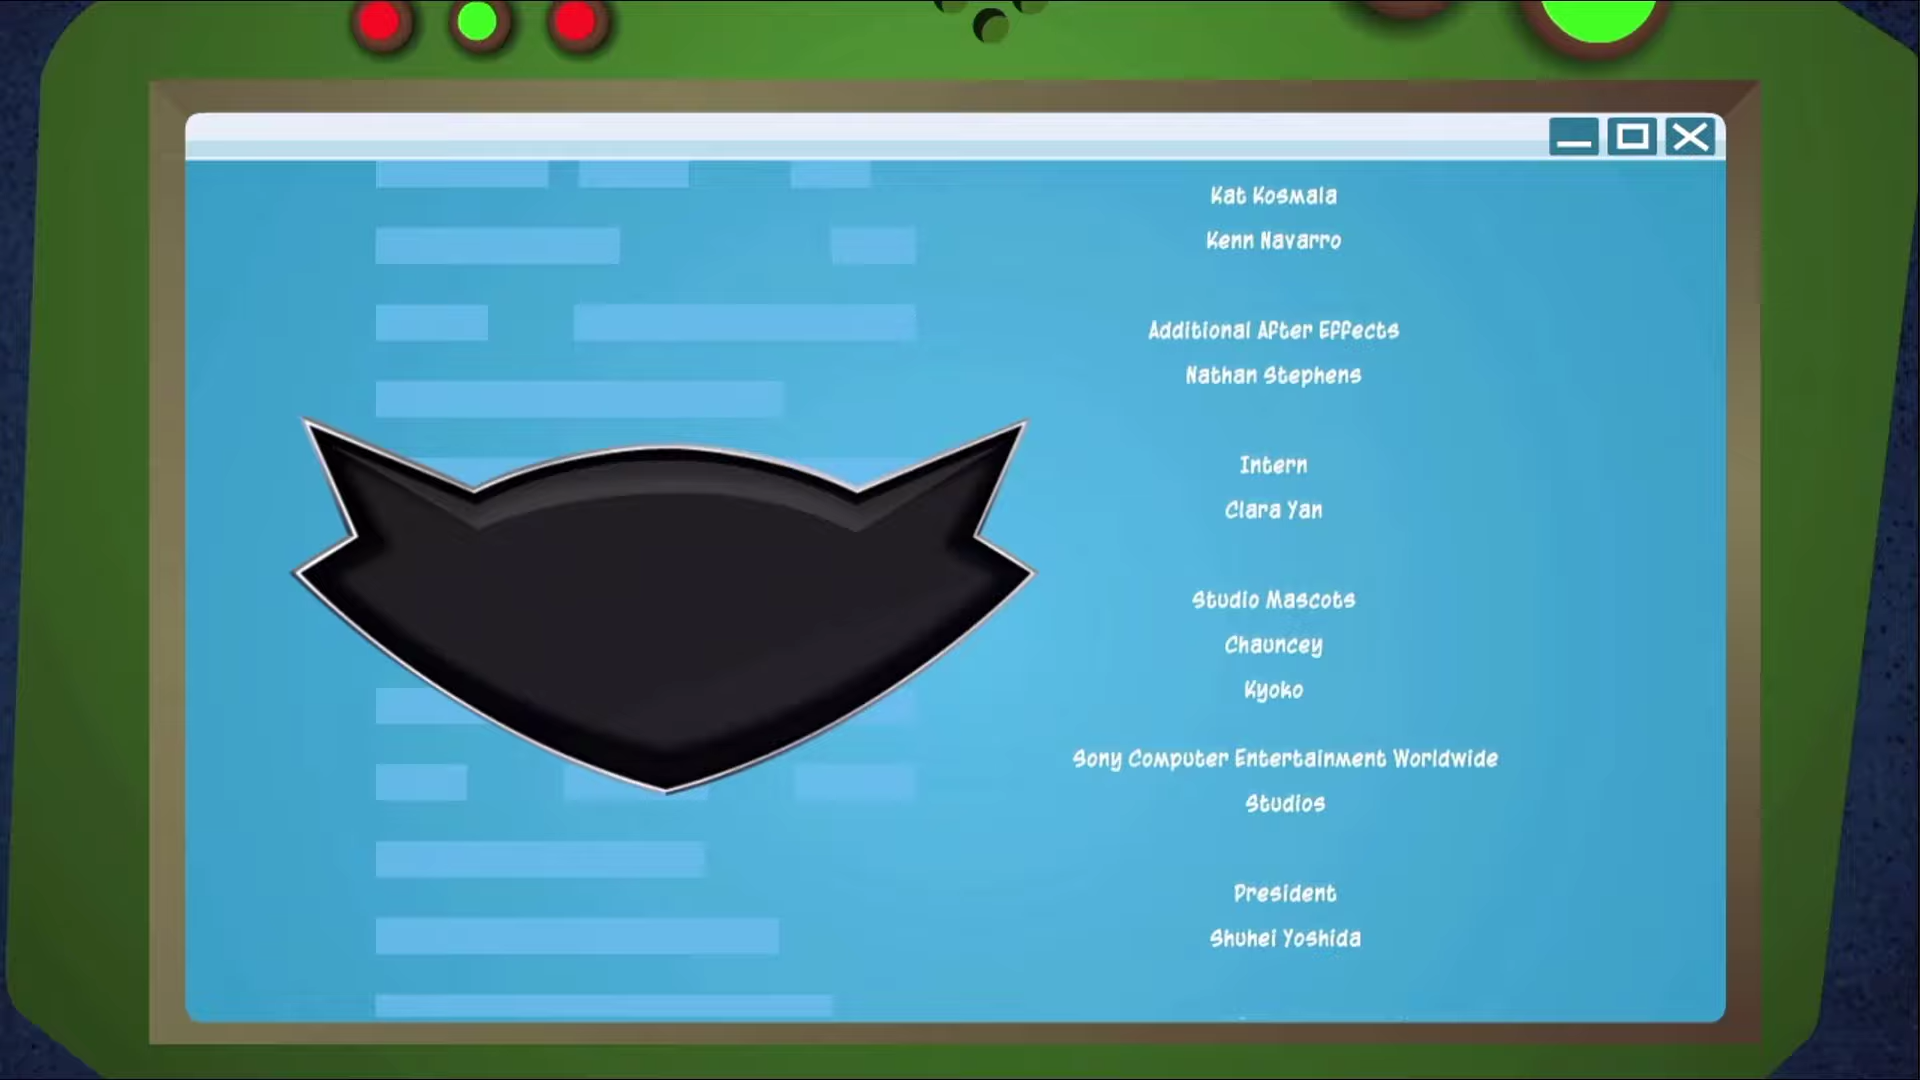 Kat Kosmala
Kenn Navarro
Additional After Effects
Nathan Stephens
Intern
Clara Yan
Studio Mascots
Chauncey
Kyoko
Sony Computer Entertainment Worldwide
Studios
President
Shuhei Yoshida